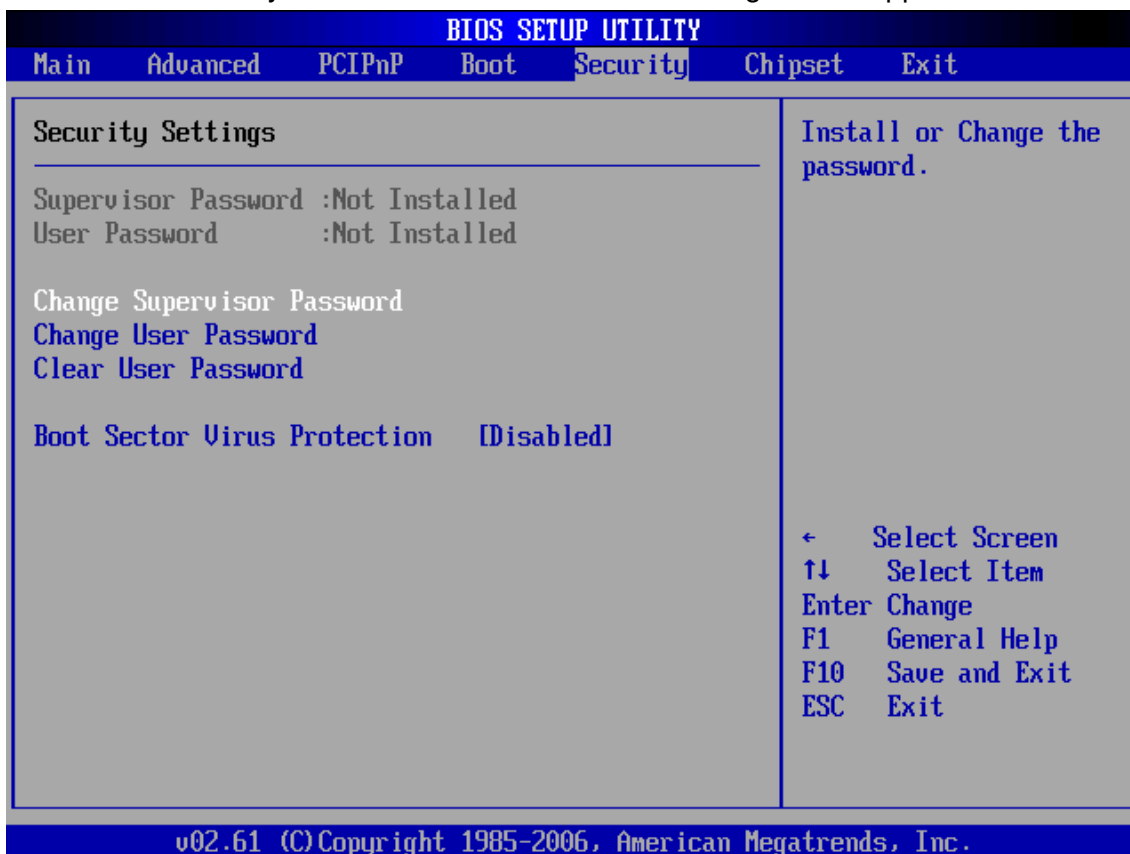 BIOS SETUP UTILITY
Main Advanced PCIPnP Boot Security Chipset Exit
Security Settings
Supervisor Password :Not Installed
User Password :Not Installed
Change Supervisor Password
Change User Password
Clear User Password
Boot Sector Virus Protection [Disabled]
Install or Change the
password.
← Select Screen
↑↓ Select Item
Enter Change
F1 General Help
F10 Save and Exit
ESC Exit
v02.61 (C)Copyright 1985-2006, American Megatrends, Inc.